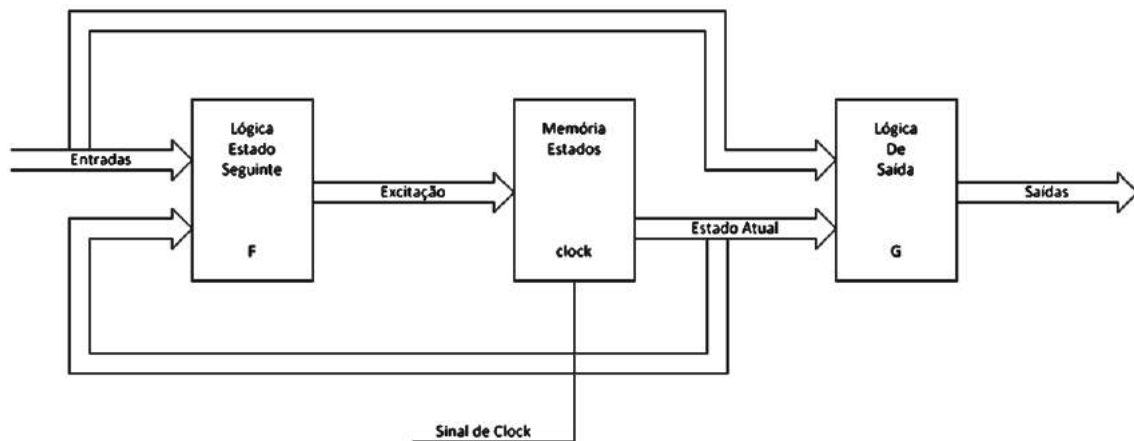 Entradas
Lógica
Estado
Seguinte
F
Excitação
Memória
Estados
clock
Estado Atual
Lógica
De
Saída
G
Saídas
Sinal de Clock